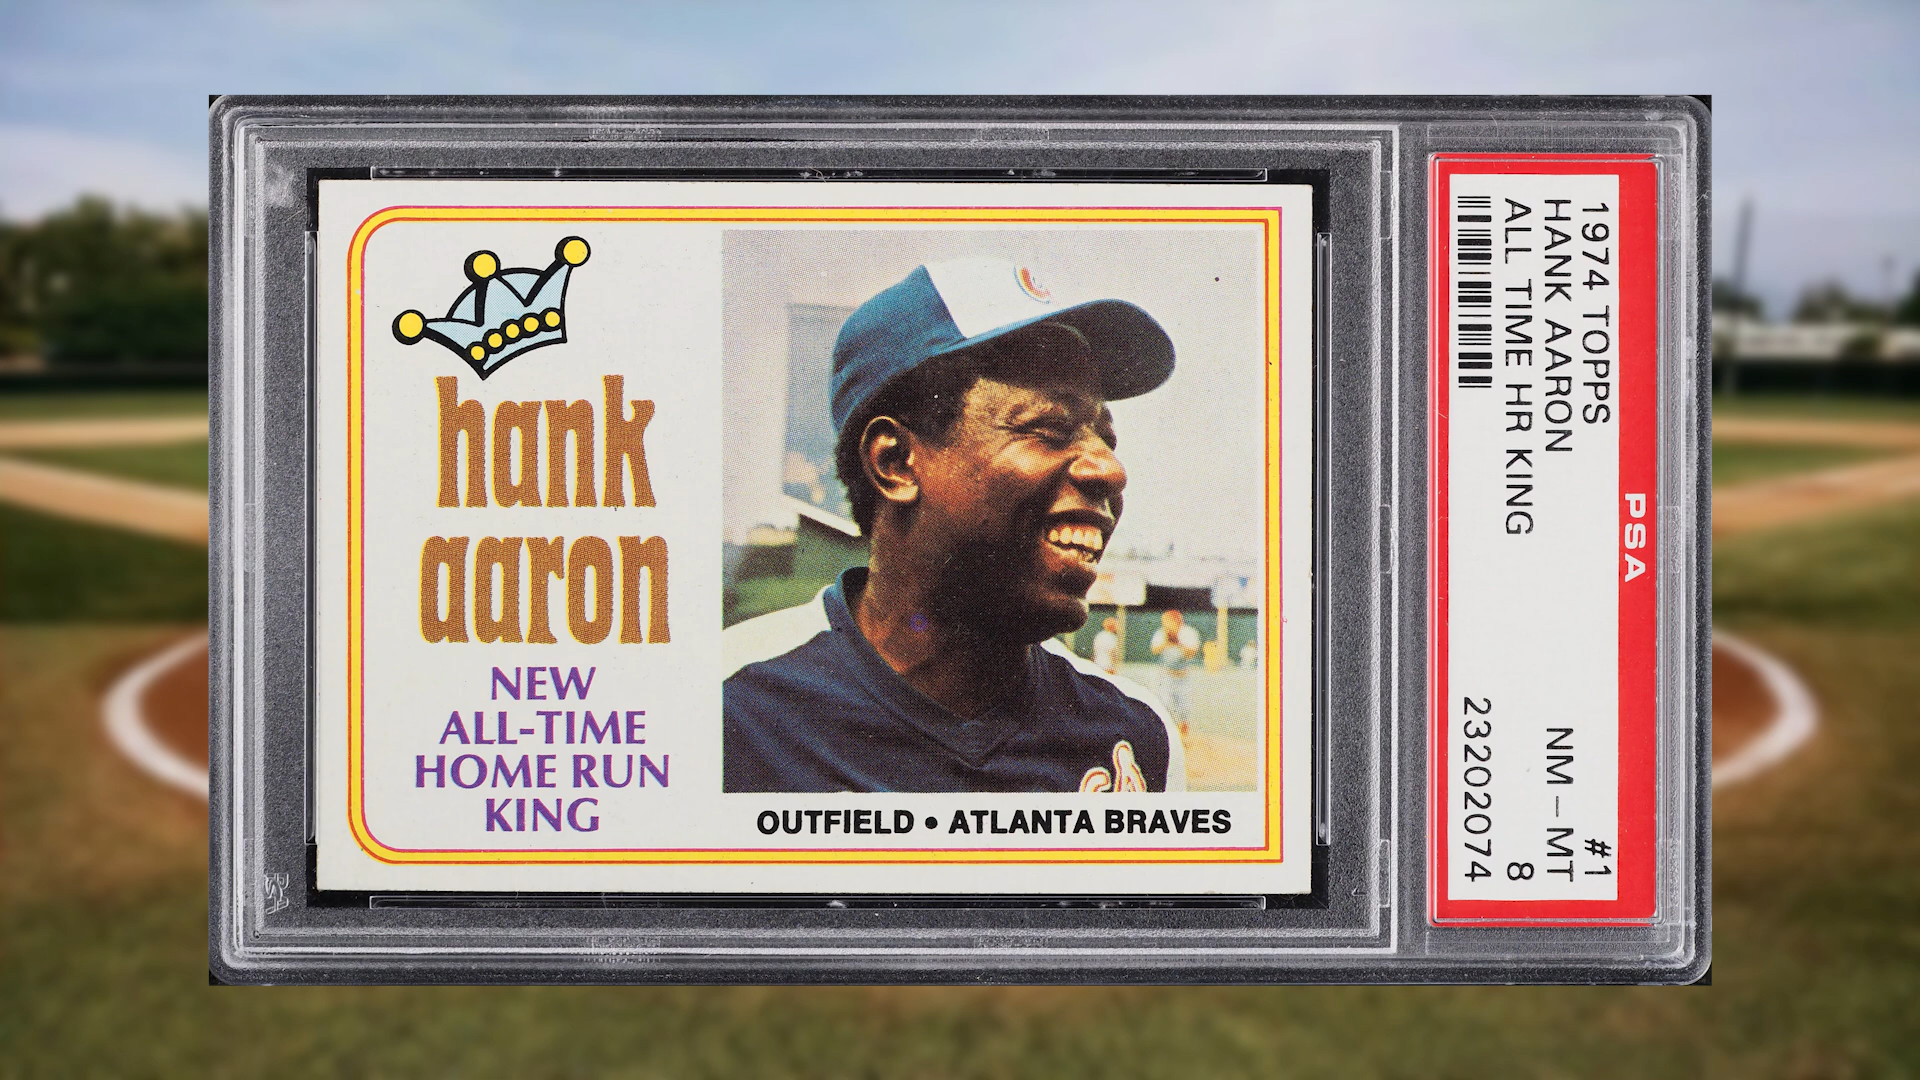 hank
aaron
NEW
ALL-TIME
HOME RUN
KING
OUTFIELD • ATLANTA BRAVES
PSA
1974 TOPPS #1
HANK AARON NM - MT
ALL TIME HR KING 8
23202074